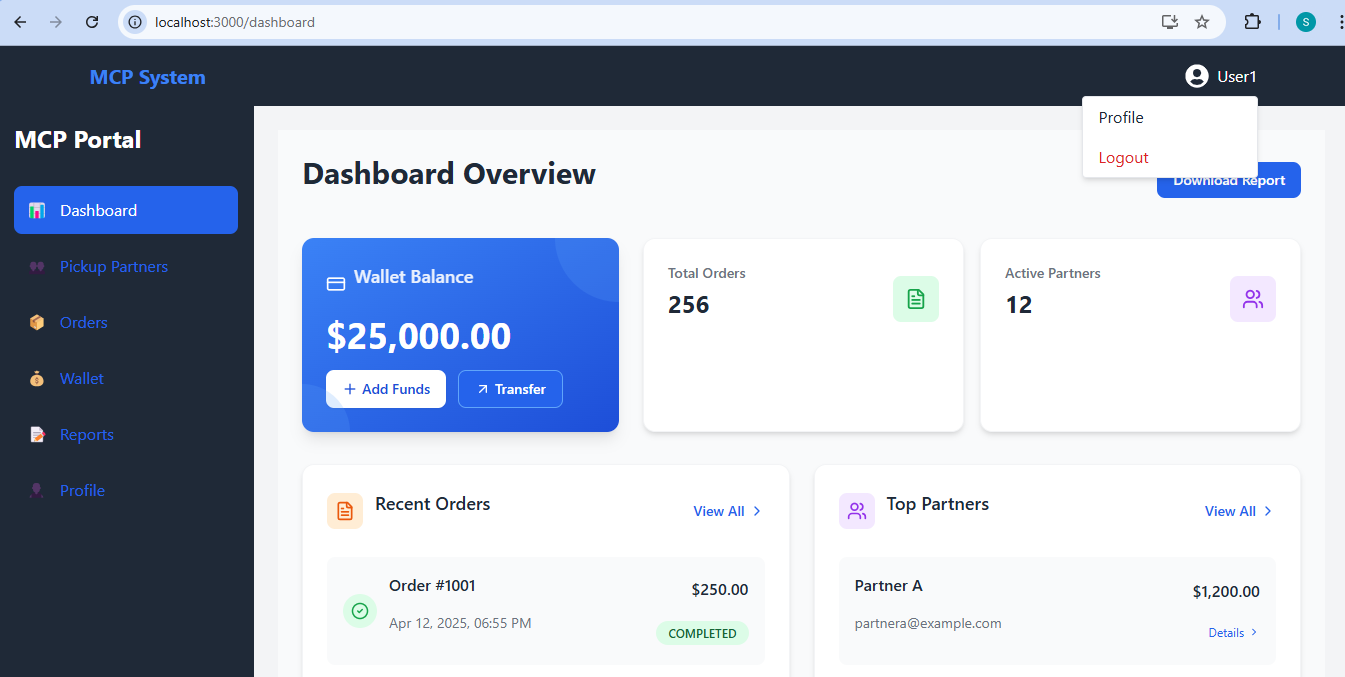 localhost:3000/dashboard
S
MCP System
User1
Profile
Logout
MCP Portal
Dashboard
Pickup Partners
Orders
Wallet
Reports
Profile
Dashboard Overview
Download Report
Wallet Balance
$25,000.00
+ Add Funds
Transfer
Total Orders
256
Active Partners
12
Recent Orders
View All
Order #1001
$250.00
Apr 12, 2025, 06:55 PM
COMPLETED
Top Partners
View All
Partner A
$1,200.00
partnera@example.com
Details